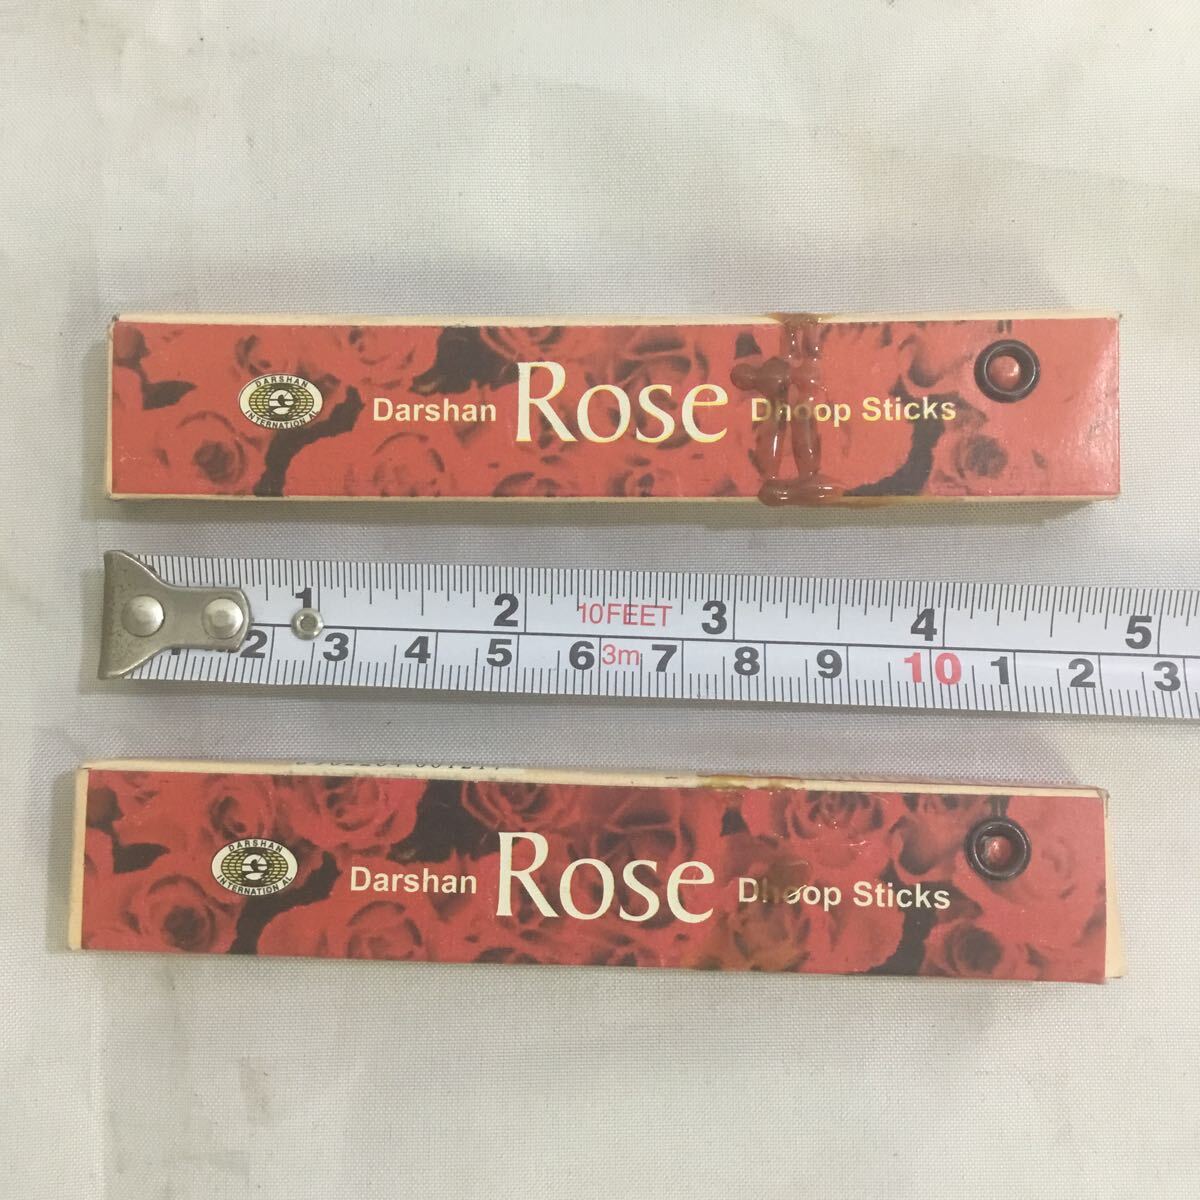 DARSHAN
INTERNATIONAL
Darshan Rose Dhoop Sticks
1 2 10FEET 3 4 5
1 2 3 4 5 6 3m 7 8 9 10 1 2 3
DARSHAN
INTERNATIONAL
Darshan Rose Dhoop Sticks